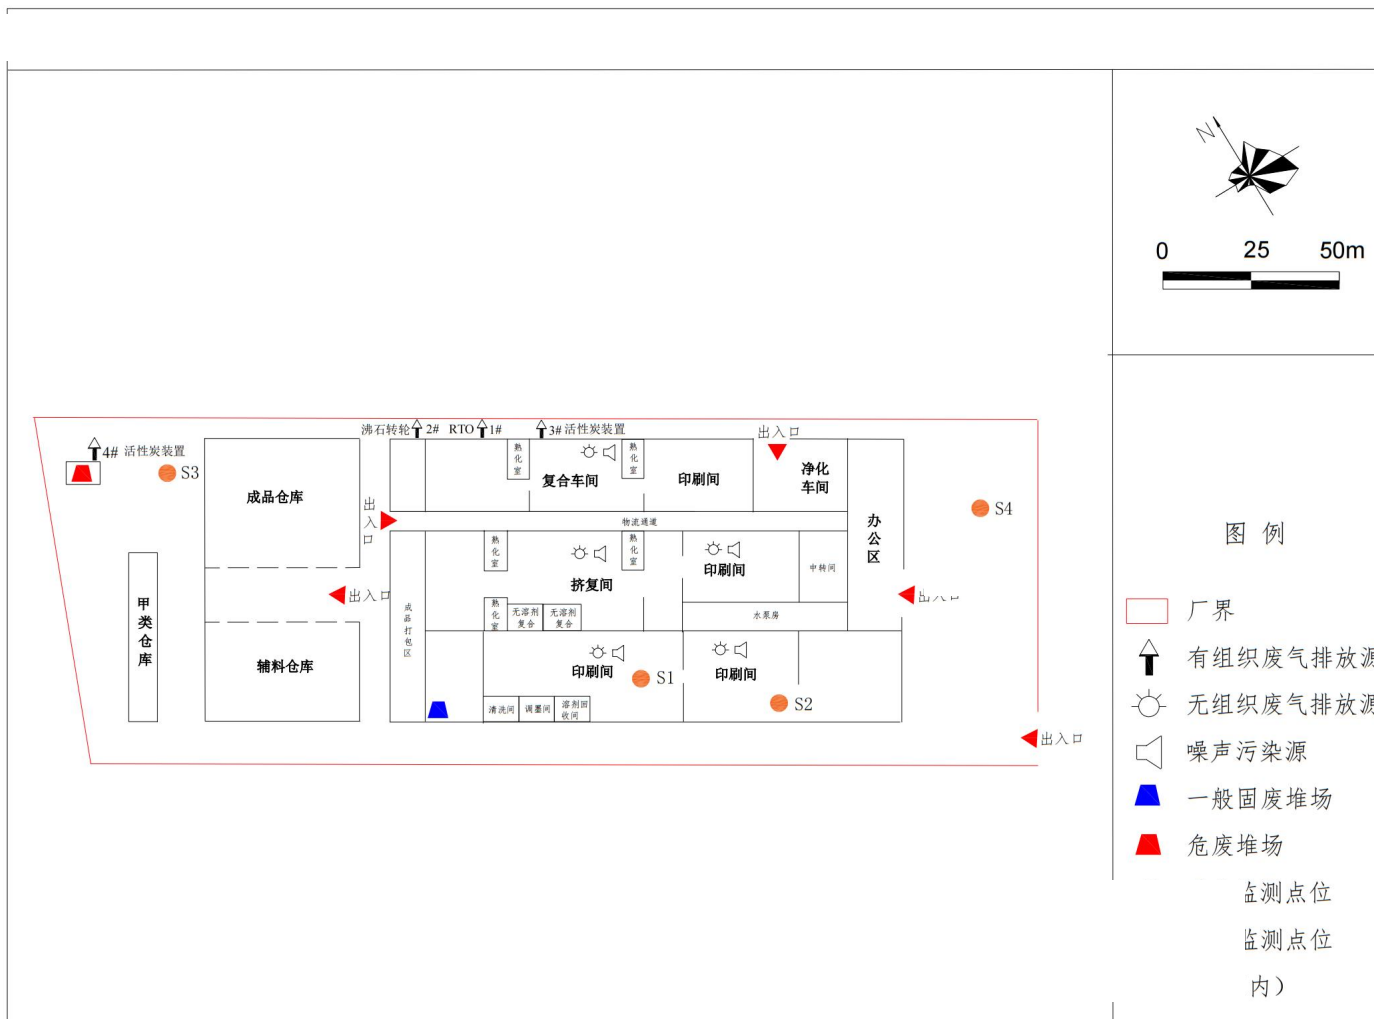 N
0 25 50m
沸石转轮 2# RTO 1# 3# 活性炭装置
出入口
4# 活性炭装置
S3
成品仓库
熟化室
复合车间
熟化室
印刷间
净化车间
办公区
S4
出入口
物流通道
熟化室
挤复间
熟化室
印刷间
中转间
甲类仓库
出入口
成品打包区
熟化室
无溶剂复合
无溶剂复合
水泵房
辅料仓库
印刷间
S1
印刷间
S2
清洗间
调墨间
溶剂回收间
出入口
图 例
厂界
有组织废气排放源
无组织废气排放源
噪声污染源
一般固废堆场
危废堆场
监测点位
监测点位
内）